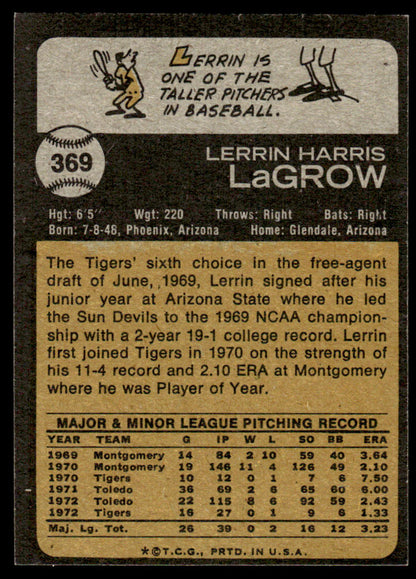 LERRIN IS
ONE OF THE
TALLER PITCHERS
IN BASEBALL.
369
LERRIN HARRIS
LaGROW
Hgt: 6'5" Wgt: 220 Throws: Right Bats: Right
Born: 7-8-48, Phoenix, Arizona Home: Glendale, Arizona
The Tigers' sixth choice in the free-agent
draft of June, 1969, Lerrin signed after his
junior year at Arizona State where he led
the Sun Devils to the 1969 NCAA champion-
ship with a 2-year 19-1 college record. Lerrin
first joined Tigers in 1970 on the strength of
his 11-4 record and 2.10 ERA at Montgomery
where he was Player of Year.
MAJOR & MINOR LEAGUE PITCHING RECORD
YEAR TEAM G IP W L SO BB ERA
1969 Montgomery 14 84 2 10 59 40 3.64
1970 Montgomery 19 146 11 4 126 49 2.10
1970 Tigers 10 12 0 1 7 6 7.50
1971 Toledo 36 69 2 6 65 60 6.00
1972 Toledo 22 115 8 6 92 59 2.43
1972 Tigers 16 27 0 1 9 6 1.33
Maj. Lg. Tot. 26 39 0 2 16 12 3.23
*©T.C.G., PRTD. IN U.S.A.